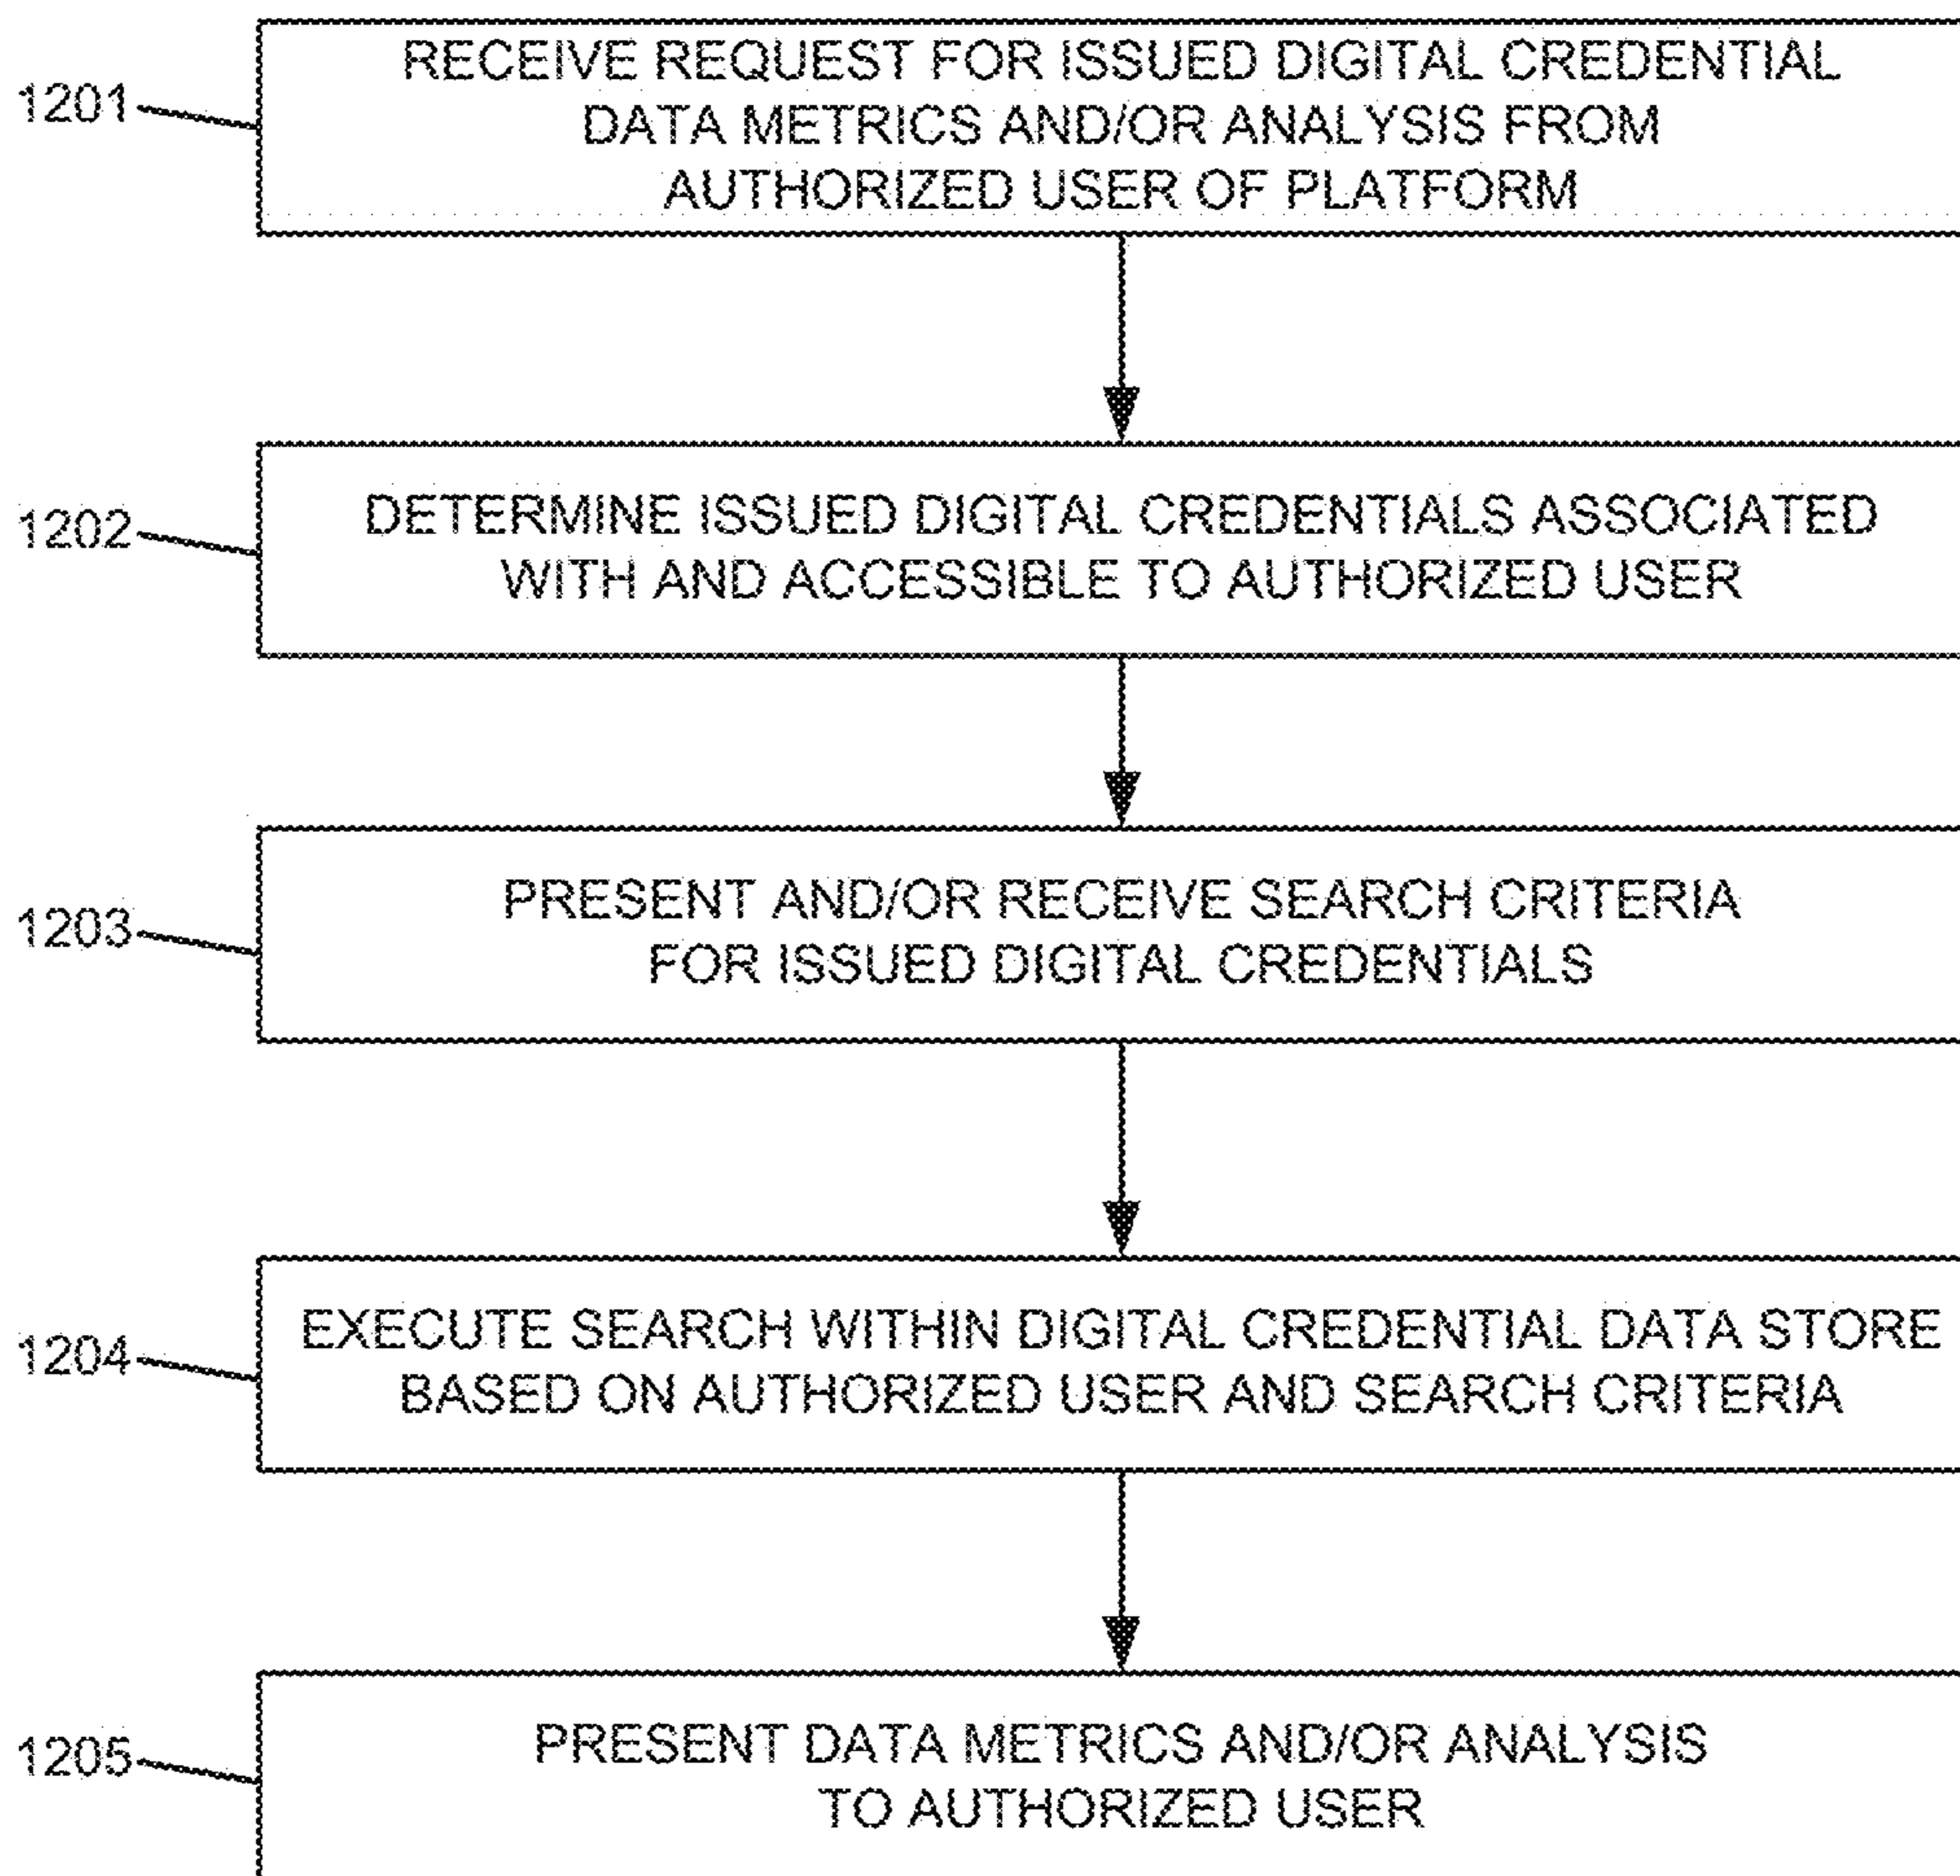 1201
RECEIVE REQUEST FOR ISSUED DIGITAL CREDENTIAL
DATA METRICS AND/OR ANALYSIS FROM
AUTHORIZED USER OF PLATFORM
1202
DETERMINE ISSUED DIGITAL CREDENTIALS ASSOCIATED
WITH AND ACCESSIBLE TO AUTHORIZED USER
1203
PRESENT AND/OR RECEIVE SEARCH CRITERIA
FOR ISSUED DIGITAL CREDENTIALS
1204
EXECUTE SEARCH WITHIN DIGITAL CREDENTIAL DATA STORE
BASED ON AUTHORIZED USER AND SEARCH CRITERIA
1205
PRESENT DATA METRICS AND/OR ANALYSIS
TO AUTHORIZED USER